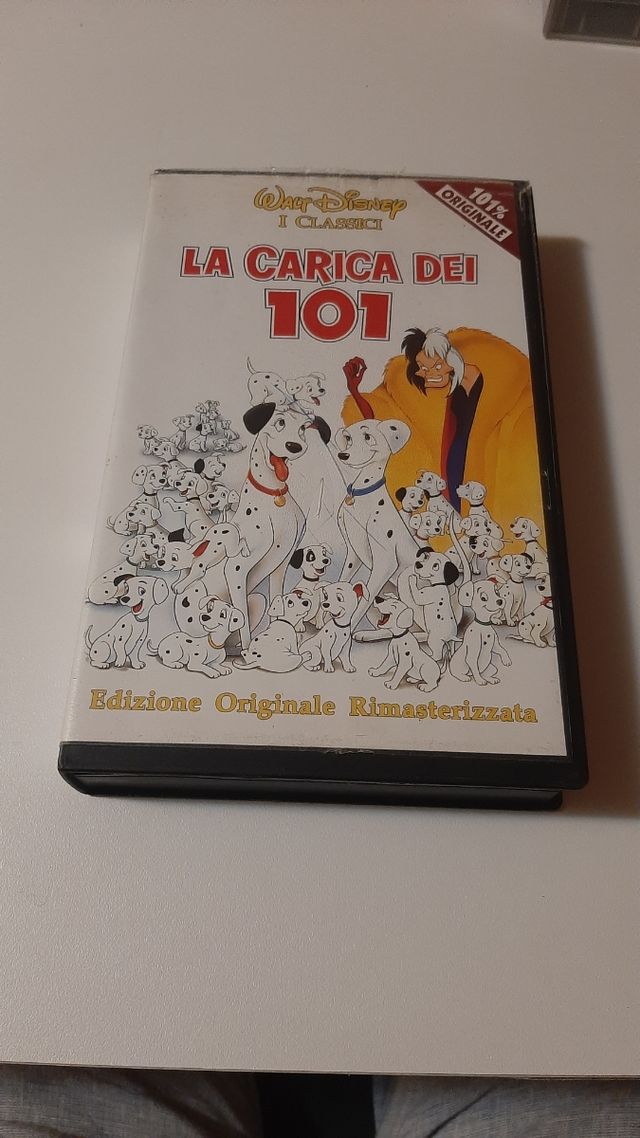 WALT DISNEY
I CLASSICI
101%
ORIGINALE
LA CARICA DEI
101
Edizione Originale Rimasterizzata